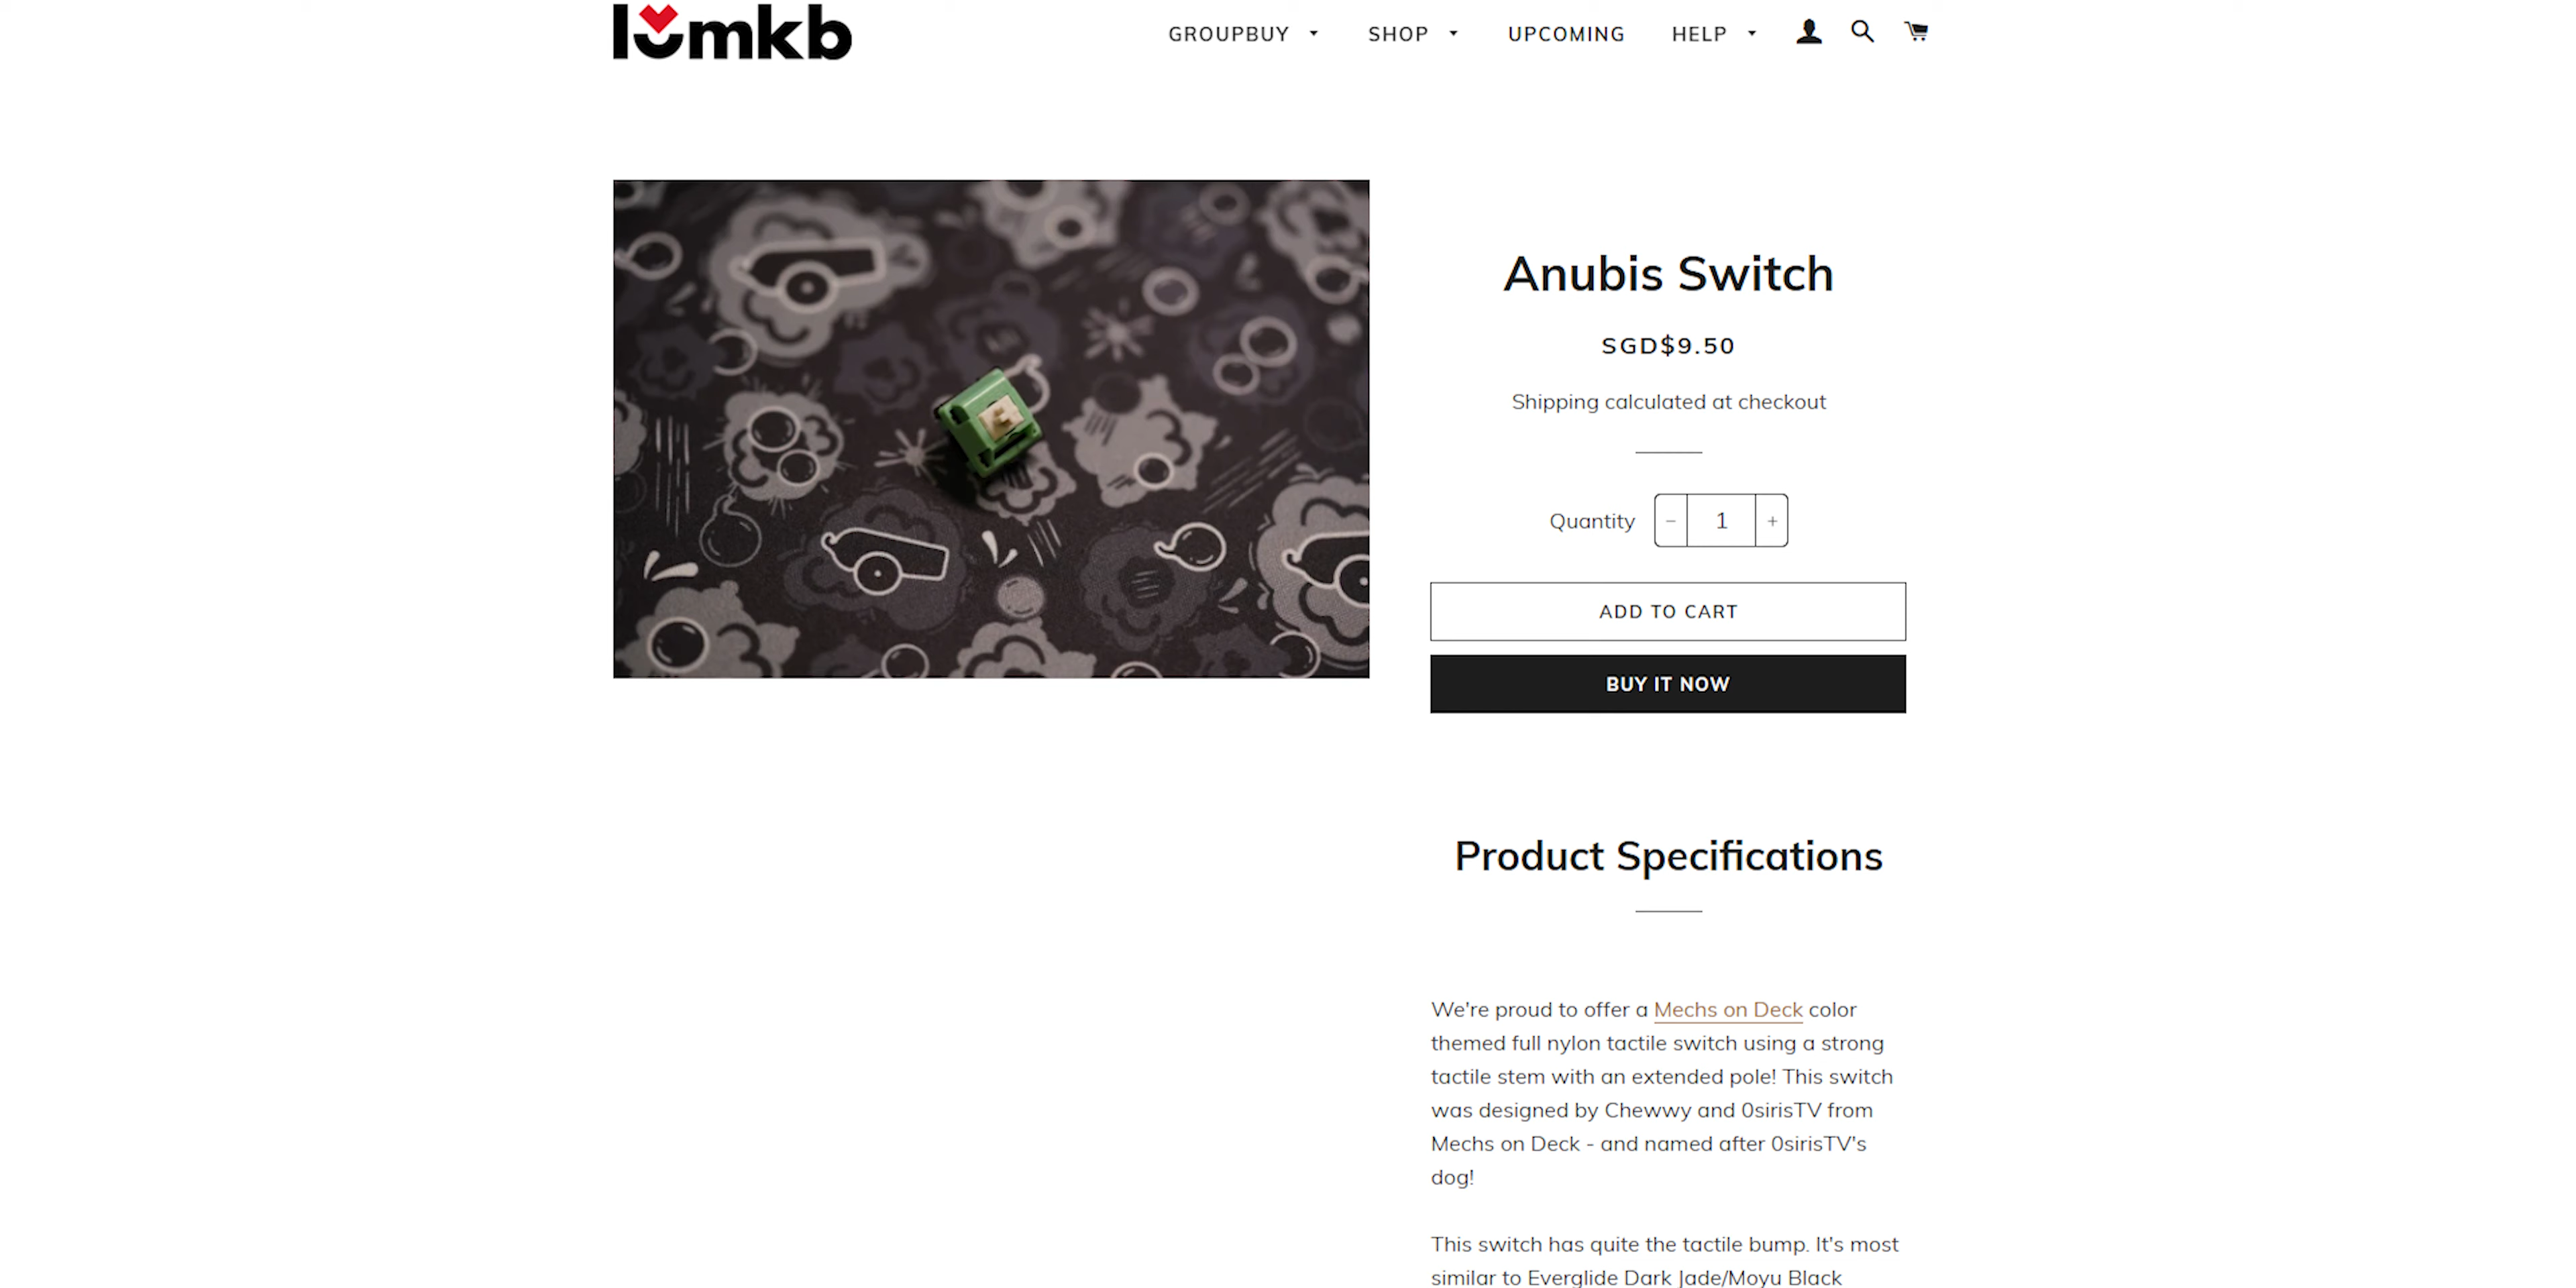 lumkb
GROUPBUY SHOP UPCOMING HELP
Anubis Switch
SGD$9.50
Shipping calculated at checkout
Quantity − 1 +
ADD TO CART
BUY IT NOW
Product Specifications
We're proud to offer a Mechs on Deck color
themed full nylon tactile switch using a strong
tactile stem with an extended pole! This switch
was designed by Chewwy and 0sirisTV from
Mechs on Deck - and named after 0sirisTV's
dog!
This switch has quite the tactile bump. It's most
similar to Everglide Dark Jade/Moyu Black